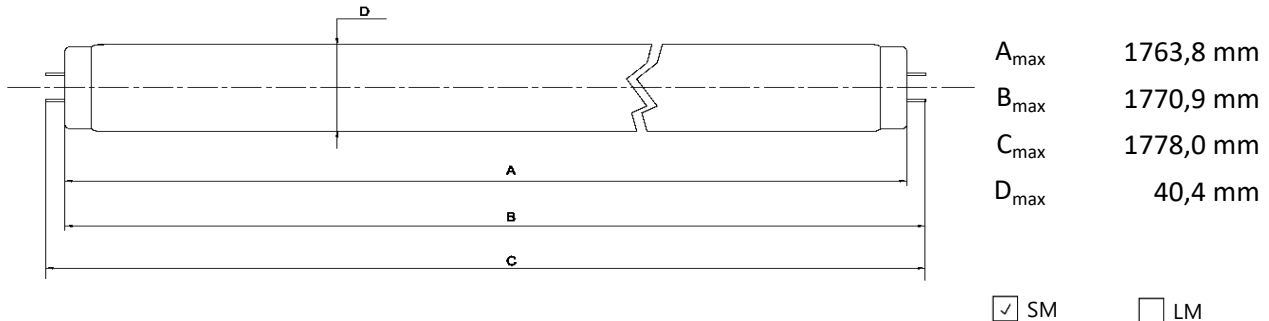 D
A
B
C
Amax 1763,8 mm
Bmax 1770,9 mm
Cmax 1778,0 mm
Dmax 40,4 mm
SM LM